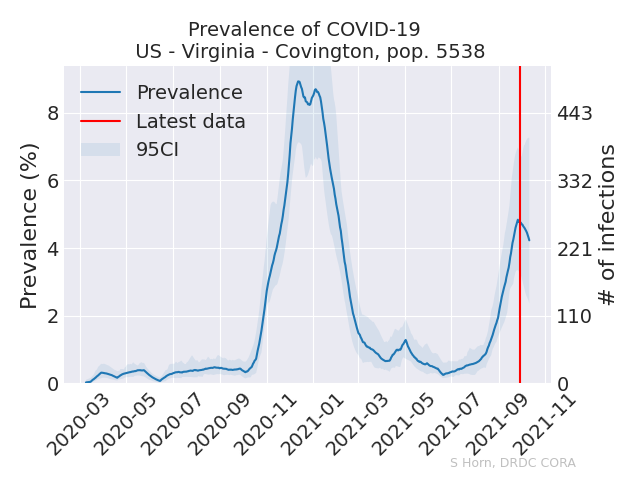 Prevalence of COVID-19
US - Virginia - Covington, pop. 5538
Prevalence
Latest data
95CI
Prevalence (%)
8
6
4
2
0
# of infections
443
332
221
110
0
2020-03
2020-05
2020-07
2020-09
2020-11
2021-01
2021-03
2021-05
2021-07
2021-09
2021-11
S Horn, DRDC CORA